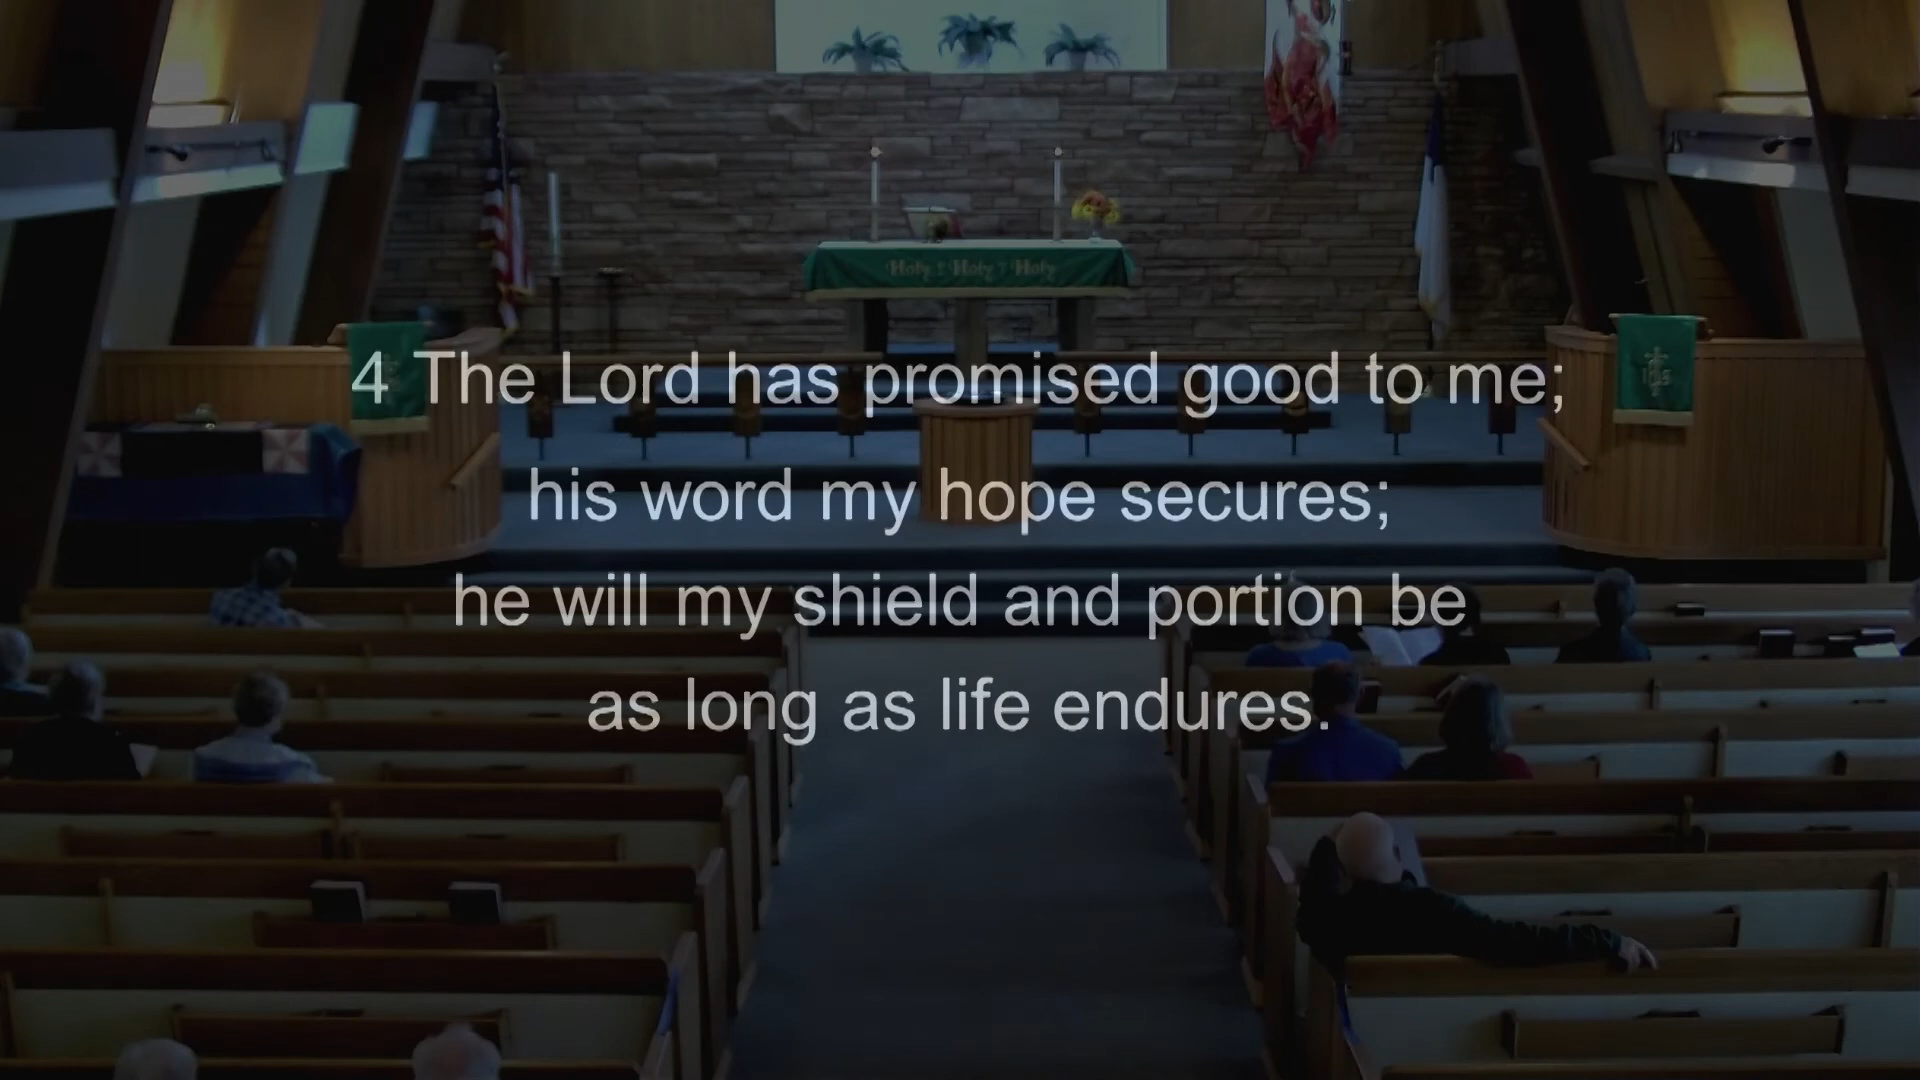 Holy Holy Holy
4 The Lord has promised good to me;
his word my hope secures;
he will my shield and portion be
as long as life endures.